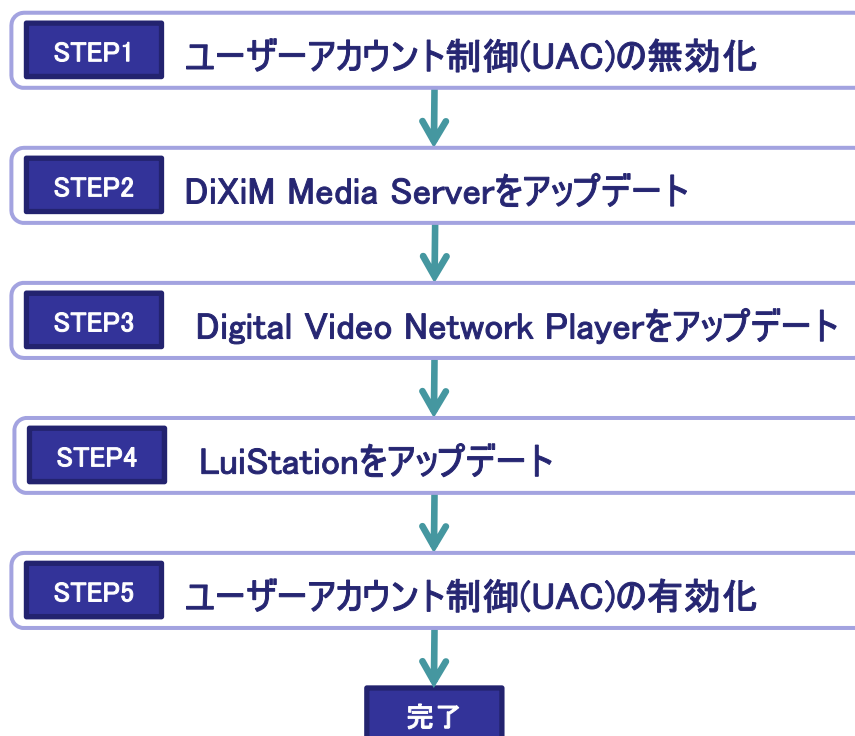 STEP1 ユーザーアカウント制御(UAC)の無効化
STEP2 DiXiM Media Serverをアップデート
STEP3 Digital Video Network Playerをアップデート
STEP4 LuiStationをアップデート
STEP5 ユーザーアカウント制御(UAC)の有効化
完了